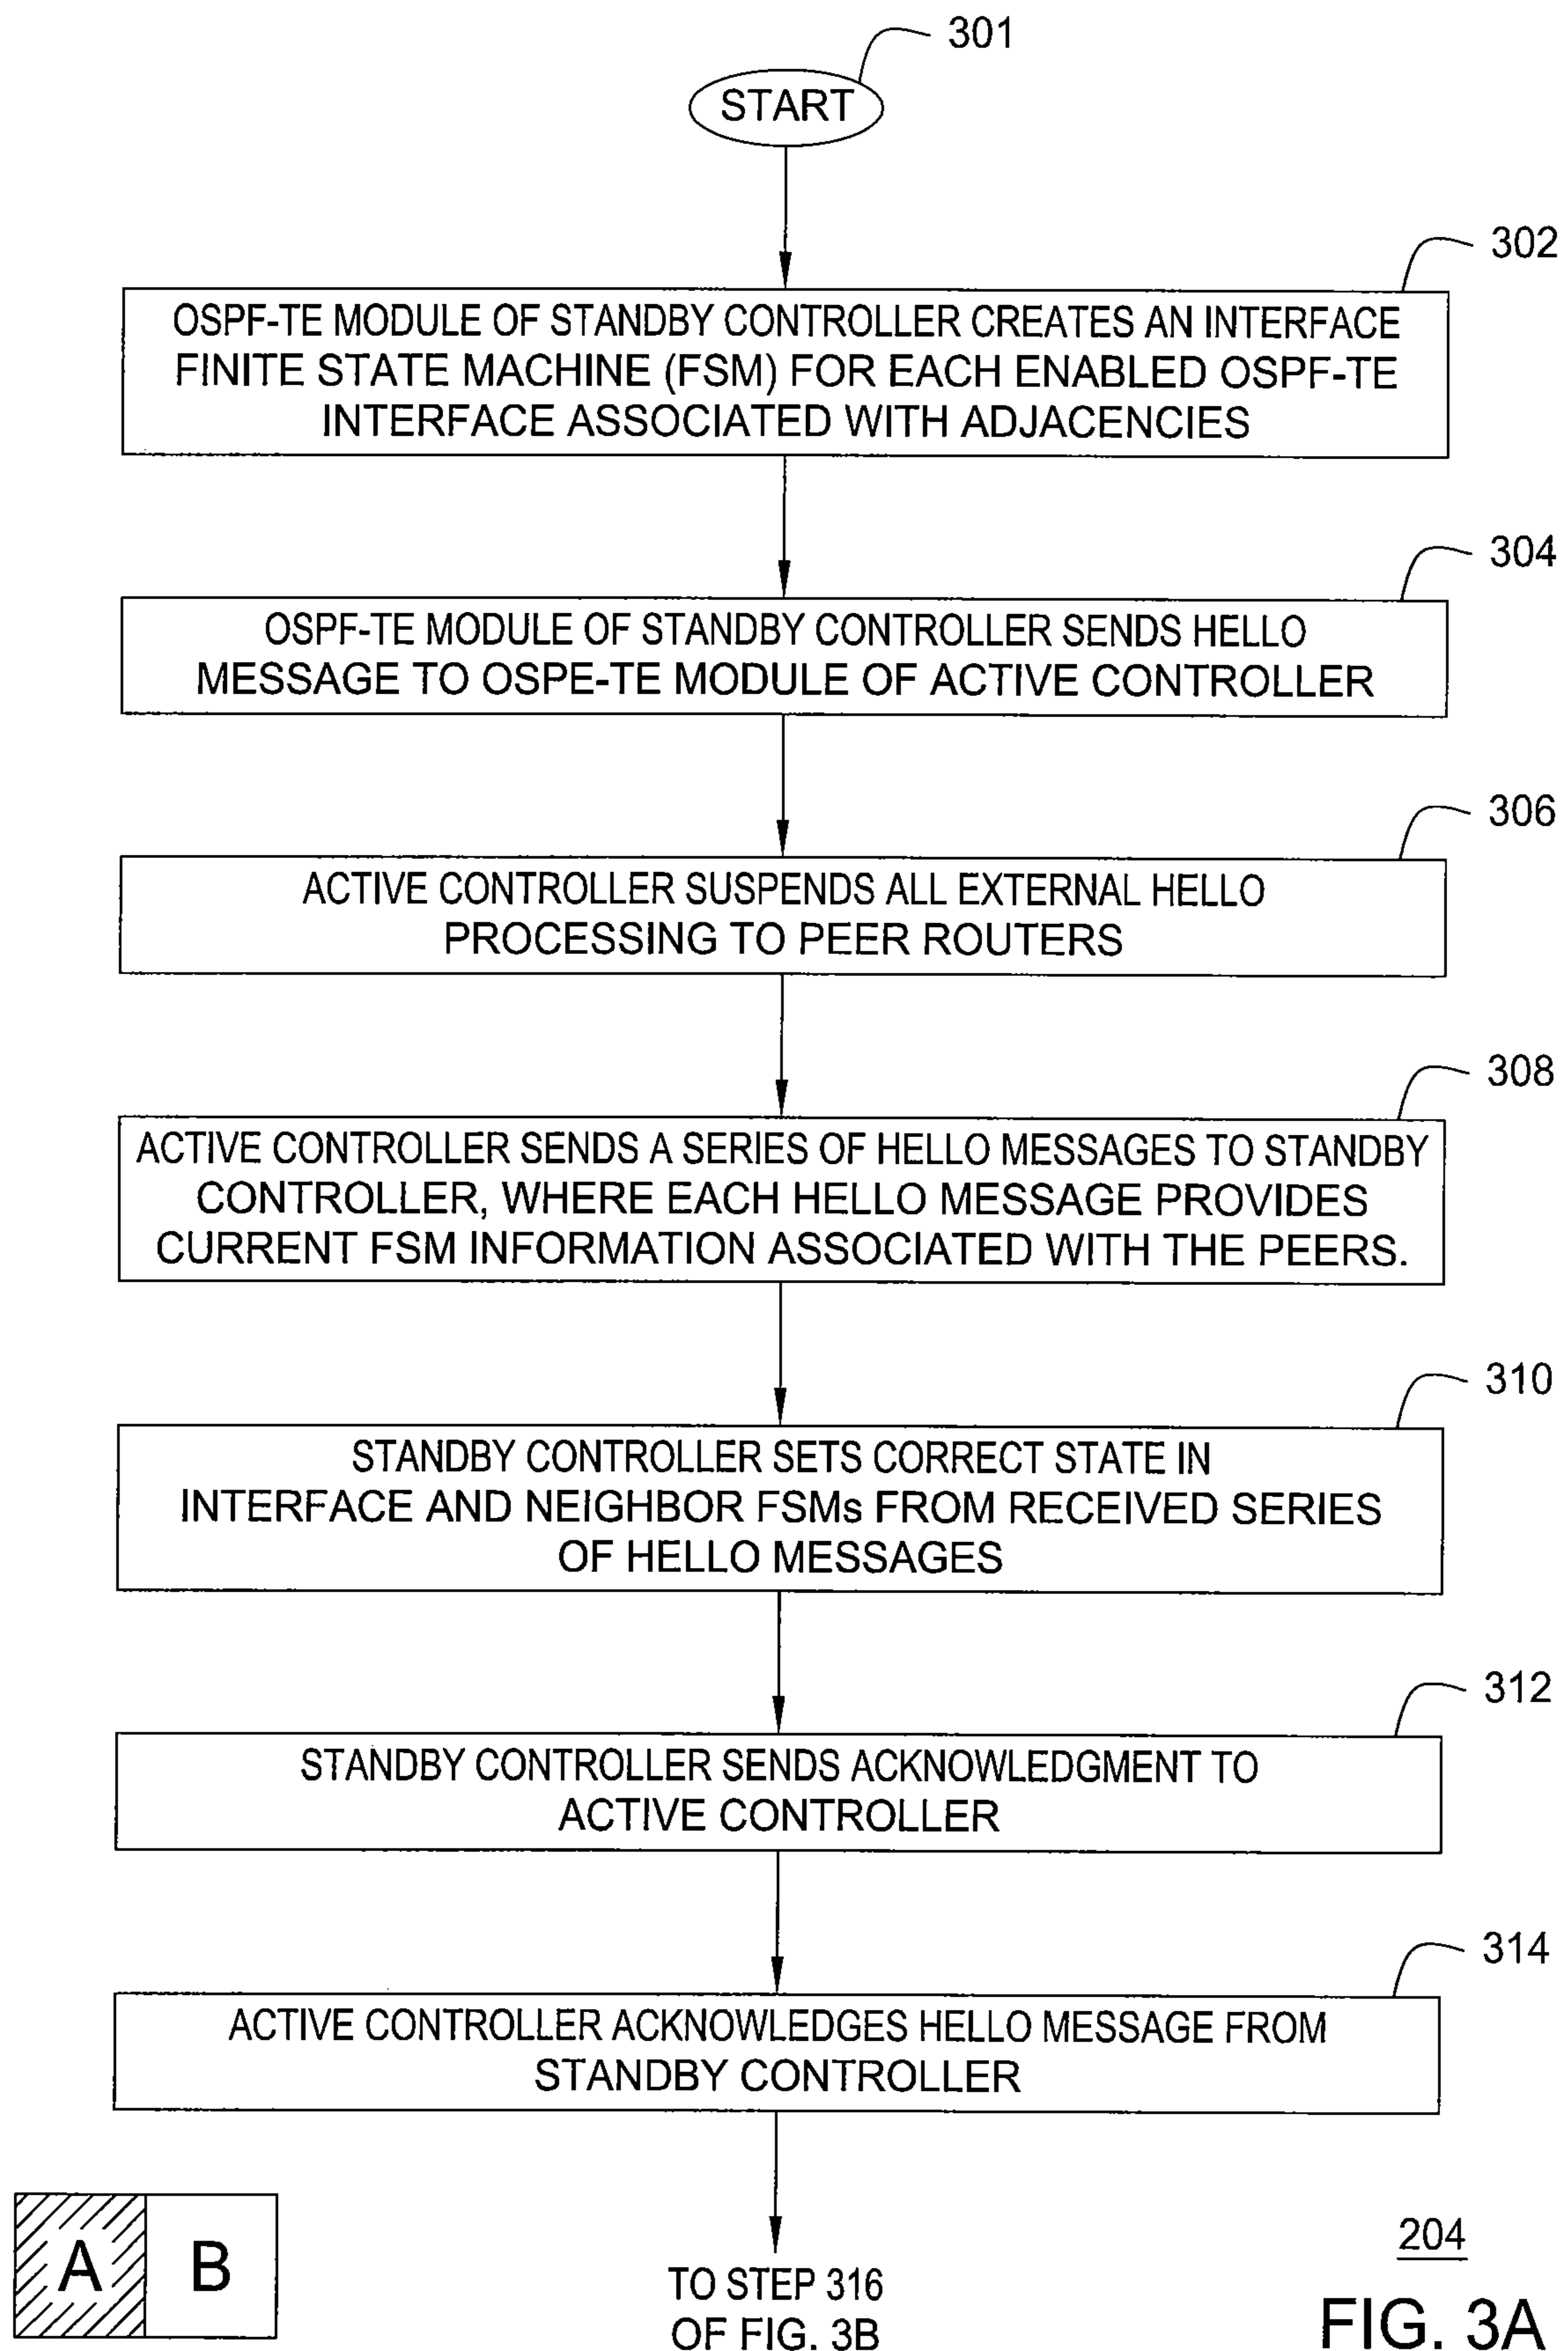 301
START
302
OSPF-TE MODULE OF STANDBY CONTROLLER CREATES AN INTERFACE
FINITE STATE MACHINE (FSM) FOR EACH ENABLED OSPF-TE
INTERFACE ASSOCIATED WITH ADJACENCIES
304
OSPF-TE MODULE OF STANDBY CONTROLLER SENDS HELLO
MESSAGE TO OSPE-TE MODULE OF ACTIVE CONTROLLER
306
ACTIVE CONTROLLER SUSPENDS ALL EXTERNAL HELLO
PROCESSING TO PEER ROUTERS
308
ACTIVE CONTROLLER SENDS A SERIES OF HELLO MESSAGES TO STANDBY
CONTROLLER, WHERE EACH HELLO MESSAGE PROVIDES
CURRENT FSM INFORMATION ASSOCIATED WITH THE PEERS.
310
STANDBY CONTROLLER SETS CORRECT STATE IN
INTERFACE AND NEIGHBOR FSMs FROM RECEIVED SERIES
OF HELLO MESSAGES
312
STANDBY CONTROLLER SENDS ACKNOWLEDGMENT TO
ACTIVE CONTROLLER
314
ACTIVE CONTROLLER ACKNOWLEDGES HELLO MESSAGE FROM
STANDBY CONTROLLER
A B
TO STEP 316
OF FIG. 3B
204
FIG. 3A